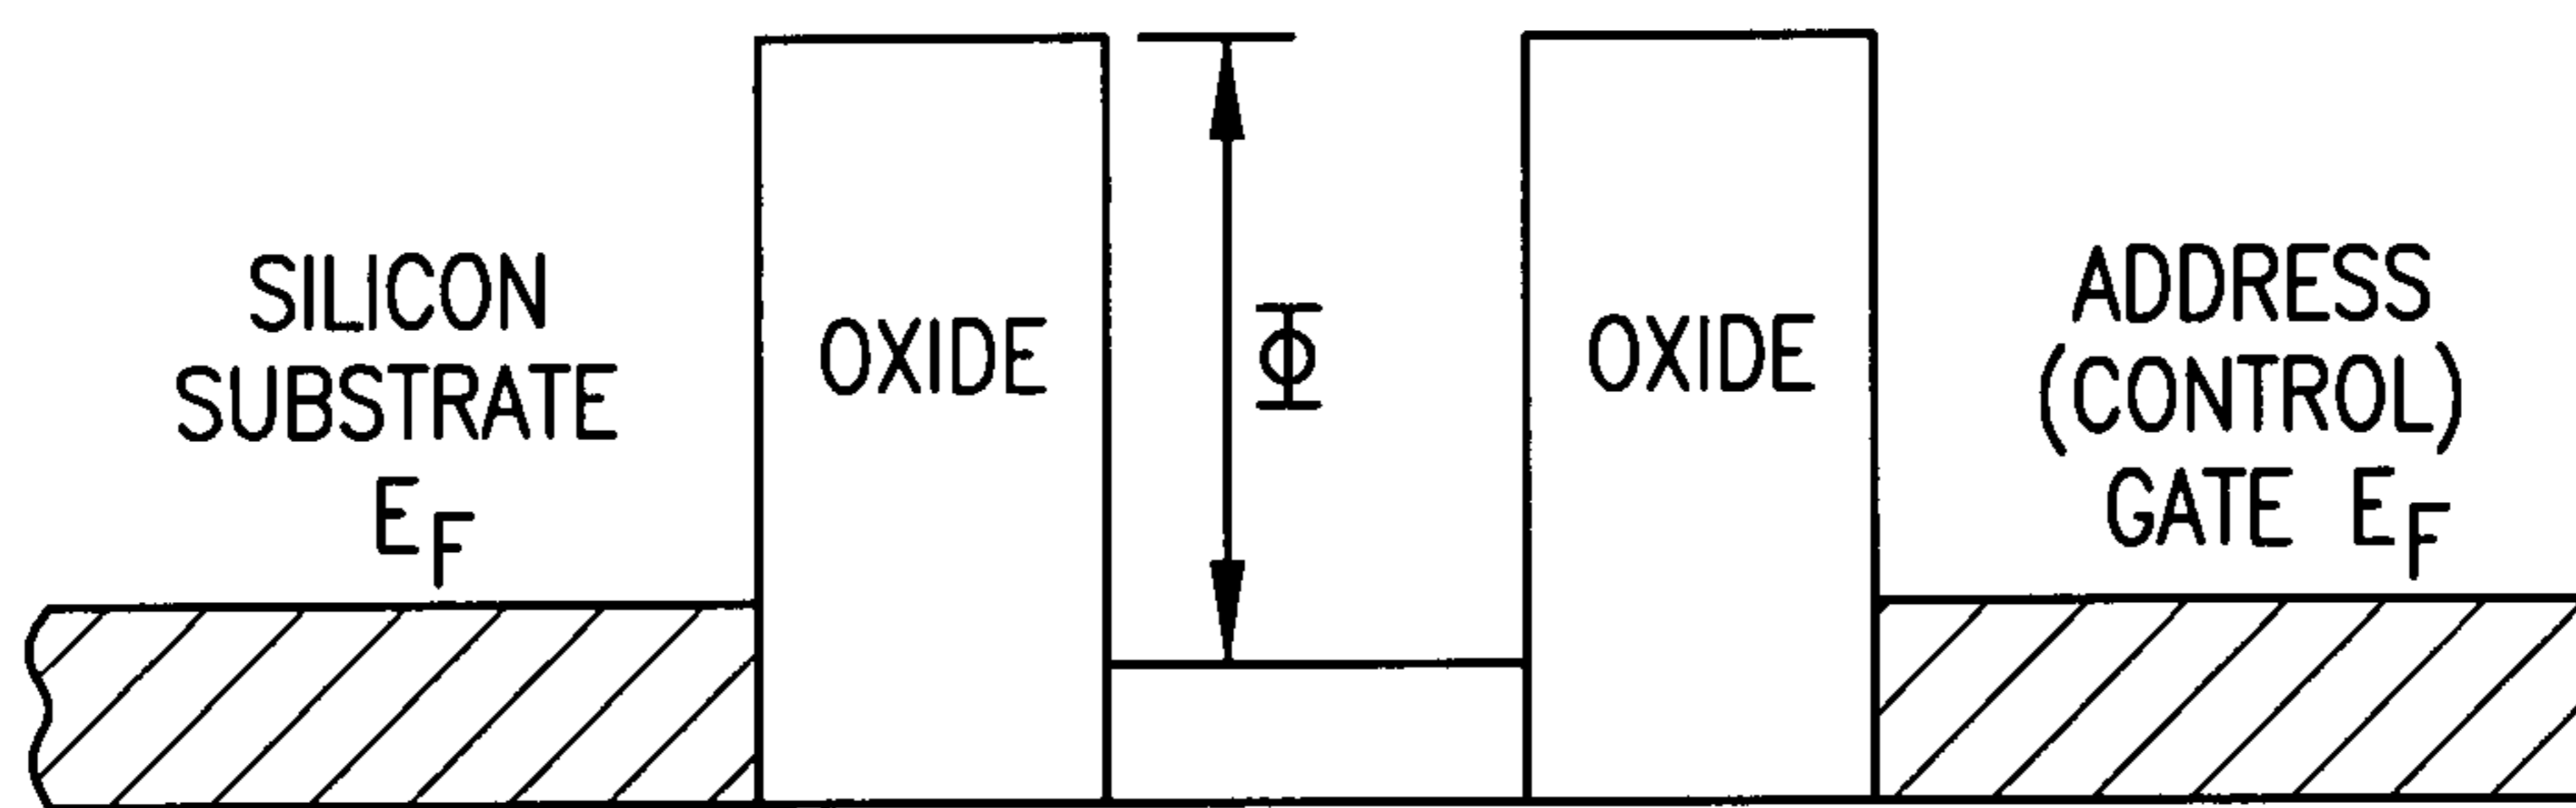 SILICON
SUBSTRATE
E_F
OXIDE
Φ
OXIDE
ADDRESS
(CONTROL)
GATE E_F